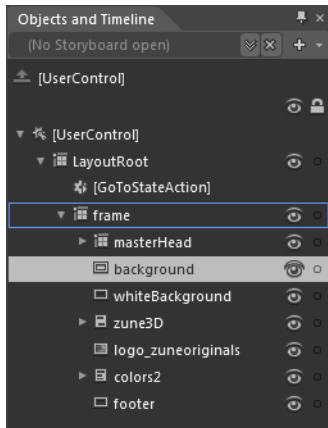 Objects and Timeline
(No Storyboard open)
[UserControl]
[UserControl]
LayoutRoot
[GoToStateAction]
frame
masterHead
background
whiteBackground
zune3D
logo_zuneoriginals
colors2
footer